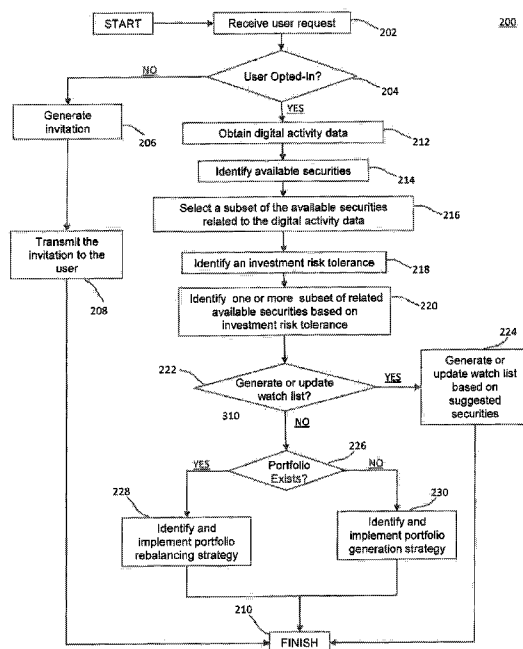 START
Receive user request
200
202
NO
User Opted-In?
204
YES
Generate
invitation
206
Obtain digital activity data
212
Identify available securities
214
Select a subset of the available securities
related to the digital activity data
216
Transmit the
invitation to the
user
208
Identify an investment risk tolerance
218
Identify one or more subset of related
available securities based on
investment risk tolerance
220
222
Generate or update
watch list?
YES
224
Generate or
update watch list
based on
suggested
securities
310
NO
226
YES
Portfolio
Exists?
NO
228
Identify and
implement portfolio
rebalancing strategy
230
Identify and
implement portfolio
generation strategy
210
FINISH